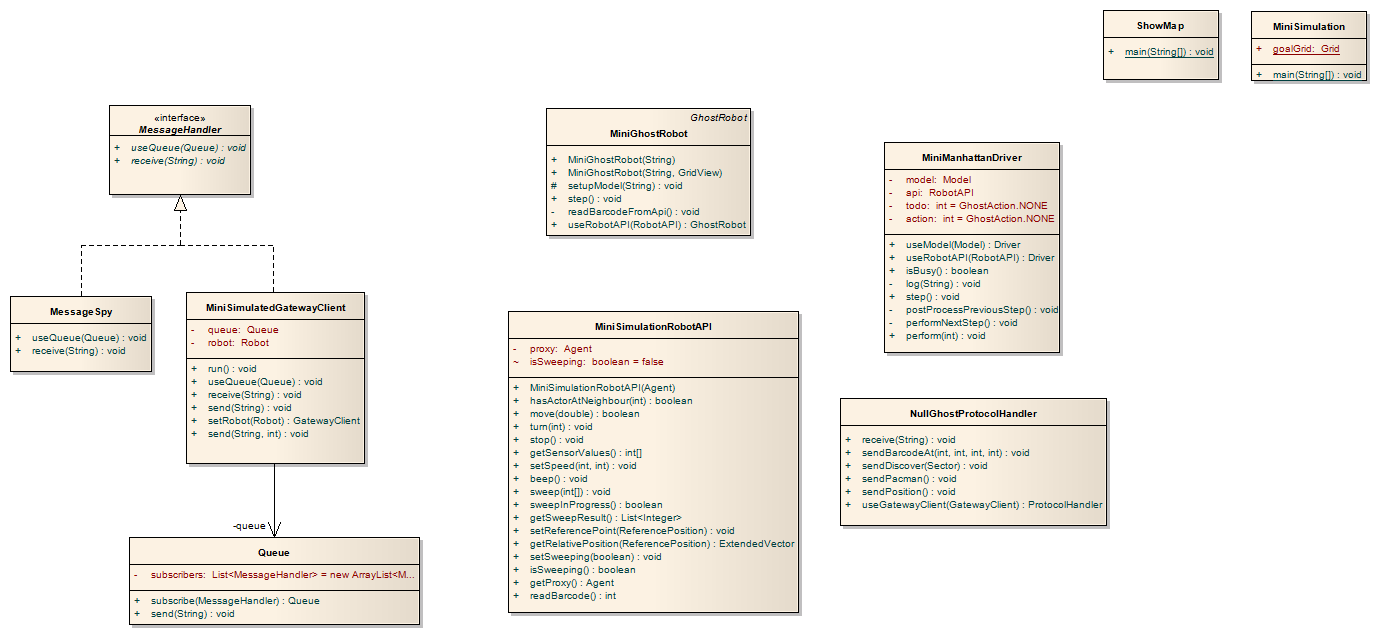 ShowMap
+ main(String[]) : void
MiniSimulation
+ goalGrid: Grid
+ main(String[]) : void
«interface»
MessageHandler
+ useQueue(Queue) : void
+ receive(String) : void
GhostRobot
MiniGhostRobot
+ MiniGhostRobot(String)
+ MiniGhostRobot(String, GridView)
# setupModel(String) : void
+ step() : void
- readBarcodeFromApi() : void
+ useRobotAPI(RobotAPI) : GhostRobot
MiniManhattanDriver
- model: Model
- api: RobotAPI
- todo: int = GhostAction.NONE
- action: int = GhostAction.NONE
+ useModel(Model) : Driver
+ useRobotAPI(RobotAPI) : Driver
+ isBusy() : boolean
- log(String) : void
+ step() : void
- postProcessPreviousStep() : void
- performNextStep() : void
+ perform(int) : void
MessageSpy
+ useQueue(Queue) : void
+ receive(String) : void
MiniSimulatedGatewayClient
- queue: Queue
- robot: Robot
+ run() : void
+ useQueue(Queue) : void
+ receive(String) : void
+ send(String) : void
+ setRobot(Robot) : GatewayClient
+ send(String, int) : void
MiniSimulationRobotAPI
- proxy: Agent
~ isSweeping: boolean = false
+ MiniSimulationRobotAPI(Agent)
+ hasActorAtNeighbour(int) : boolean
+ move(double) : boolean
+ turn(int) : void
+ stop() : void
+ getSensorValues() : int[]
+ setSpeed(int, int) : void
+ beep() : void
+ sweep(int[]) : void
+ sweepInProgress() : boolean
+ getSweepResult() : List<Integer>
+ setReferencePoint(ReferencePosition) : void
+ getRelativePosition(ReferencePosition) : ExtendedVector
+ setSweeping(boolean) : void
+ isSweeping() : boolean
+ getProxy() : Agent
+ readBarcode() : int
NullGhostProtocolHandler
+ receive(String) : void
+ sendBarcodeAt(int, int, int, int) : void
+ sendDiscover(Sector) : void
+ sendPacman() : void
+ sendPosition() : void
+ useGatewayClient(GatewayClient) : ProtocolHandler
-queue
Queue
- subscribers: List<MessageHandler> = new ArrayList<M...
+ subscribe(MessageHandler) : Queue
+ send(String) : void